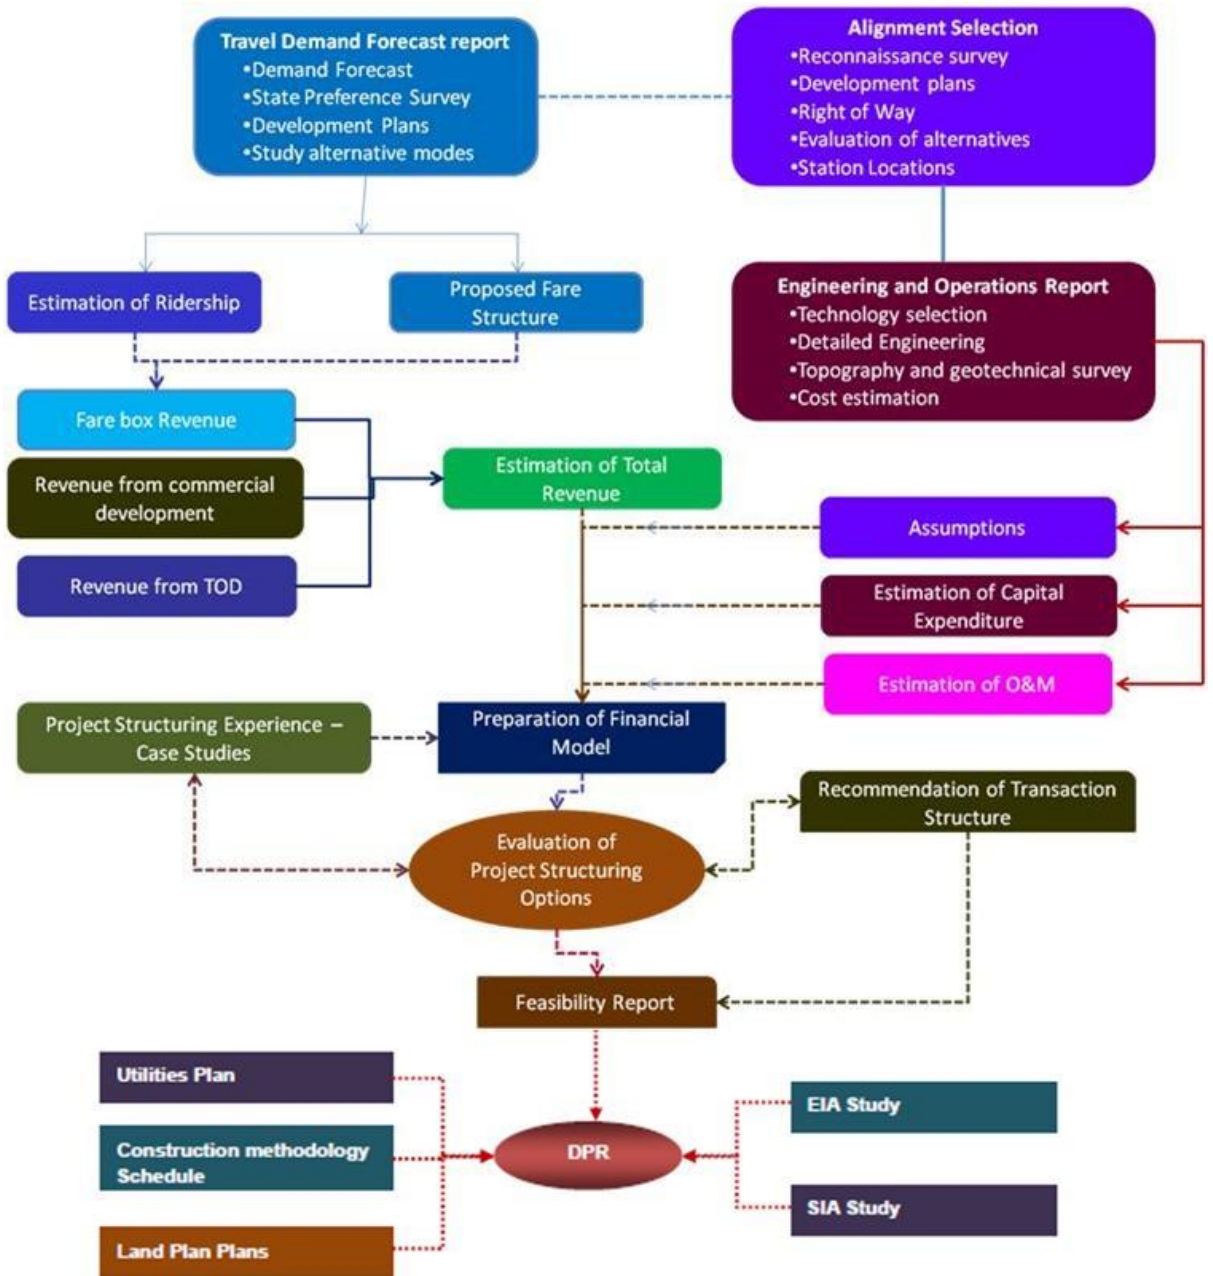 Travel Demand Forecast report
•Demand Forecast
•State Preference Survey
•Development Plans
•Study alternative modes
Alignment Selection
•Reconnaissance survey
•Development plans
•Right of Way
•Evaluation of alternatives
•Station Locations
Estimation of Ridership
Proposed Fare
Structure
Engineering and Operations Report
•Technology selection
•Detailed Engineering
•Topography and geotechnical survey
•Cost estimation
Fare box Revenue
Revenue from commercial
development
Revenue from TOD
Estimation of Total
Revenue
Assumptions
Estimation of Capital
Expenditure
Estimation of O&M
Project Structuring Experience –
Case Studies
Preparation of Financial
Model
Recommendation of Transaction
Structure
Evaluation of
Project Structuring
Options
Feasibility Report
Utilities Plan
Construction methodology
Schedule
Land Plan Plans
DPR
EIA Study
SIA Study